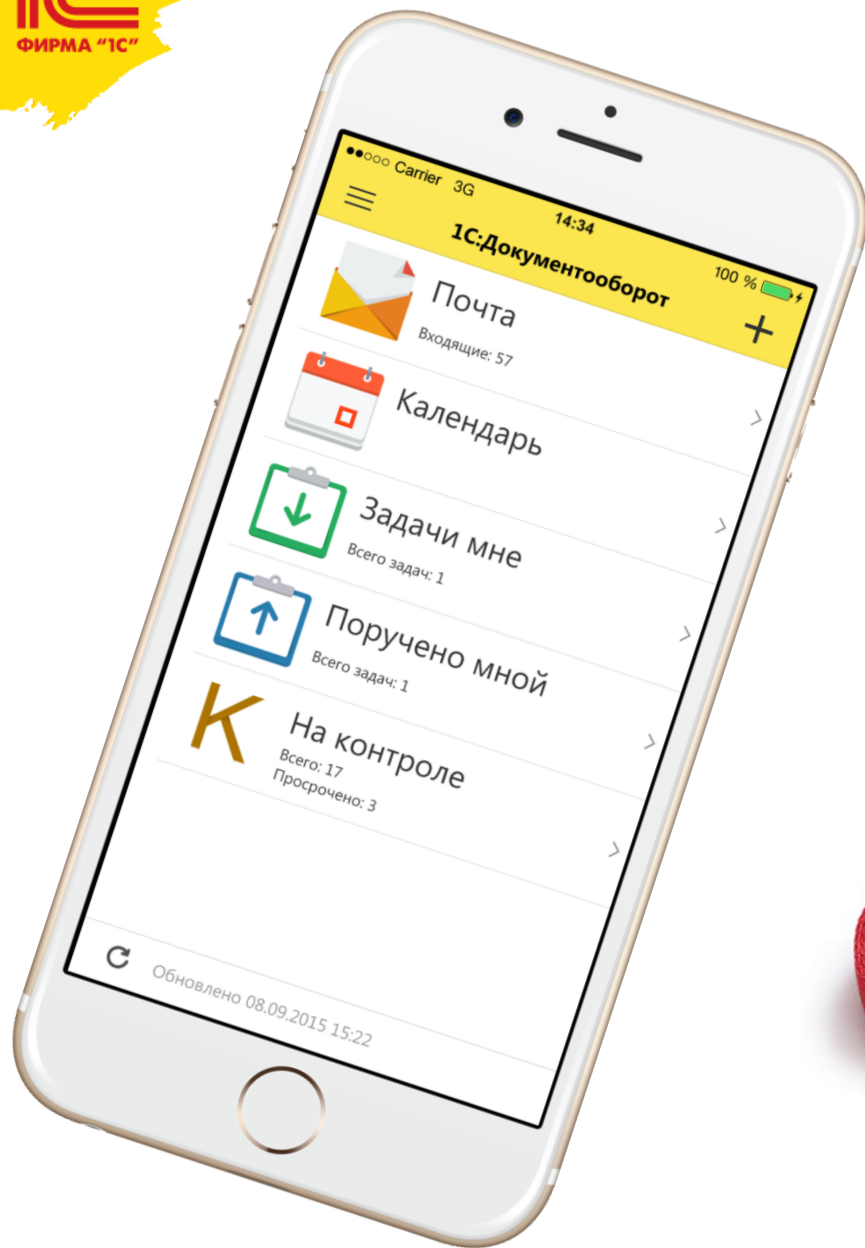 ФИРМА “1С”
Carrier 3G
14:34
100 %
1С:Документооборот
Почта
Входящие: 57
Календарь
Задачи мне
Всего задач: 1
Поручено мной
Всего задач: 1
К
На контроле
Всего: 17
Просрочено: 3
Обновлено 08.09.2015 15:22